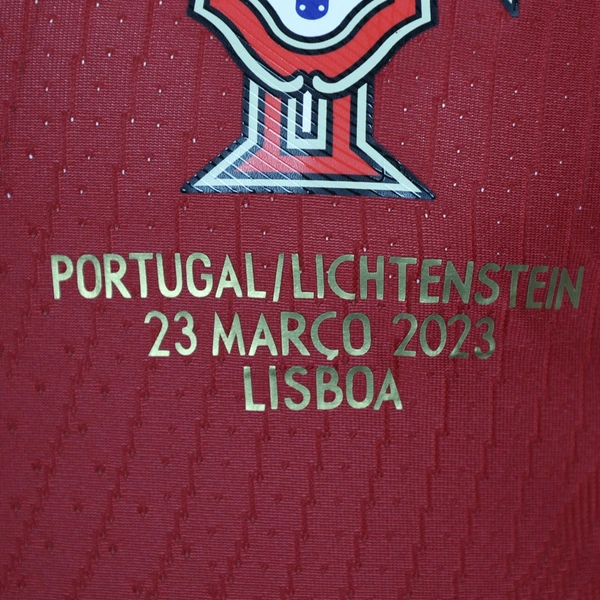 PORTUGAL/LICHTENSTEIN
23 MARÇO 2023
LISBOA